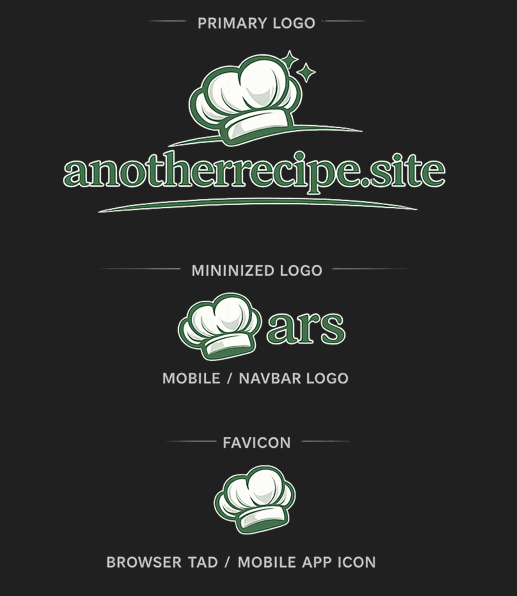 PRIMARY LOGO
anotherrecipe.site
MININIZED LOGO
ars
MOBILE / NAVBAR LOGO
FAVICON
BROWSER TAD / MOBILE APP ICON